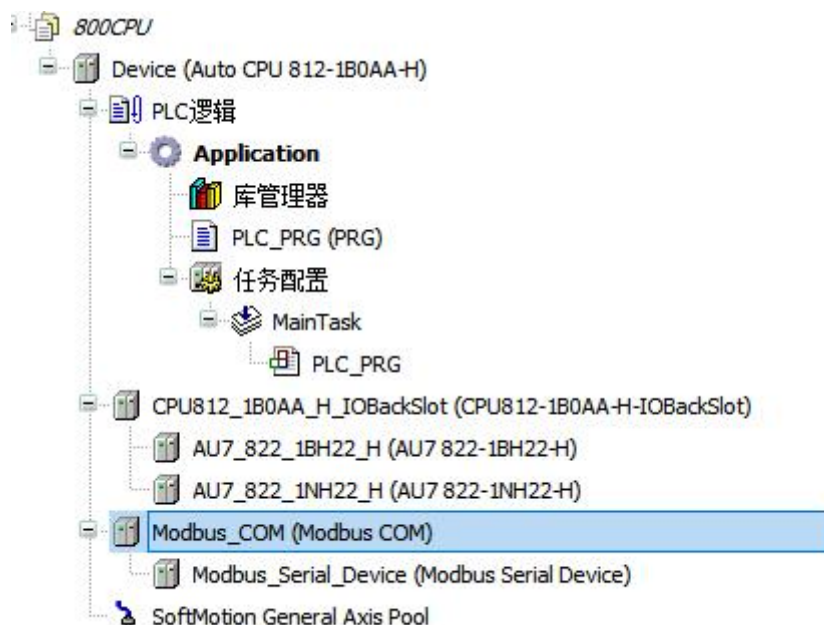 800CPU
Device (Auto CPU 812-1B0AA-H)
PLC逻辑
Application
库管理器
PLC_PRG (PRG)
任务配置
MainTask
PLC_PRG
CPU812_1B0AA_H_IOBackSlot (CPU812-1B0AA-H-IOBackSlot)
AU7_822_1BH22_H (AU7 822-1BH22-H)
AU7_822_1NH22_H (AU7 822-1NH22-H)
Modbus_COM (Modbus COM)
Modbus_Serial_Device (Modbus Serial Device)
SoftMotion General Axis Pool